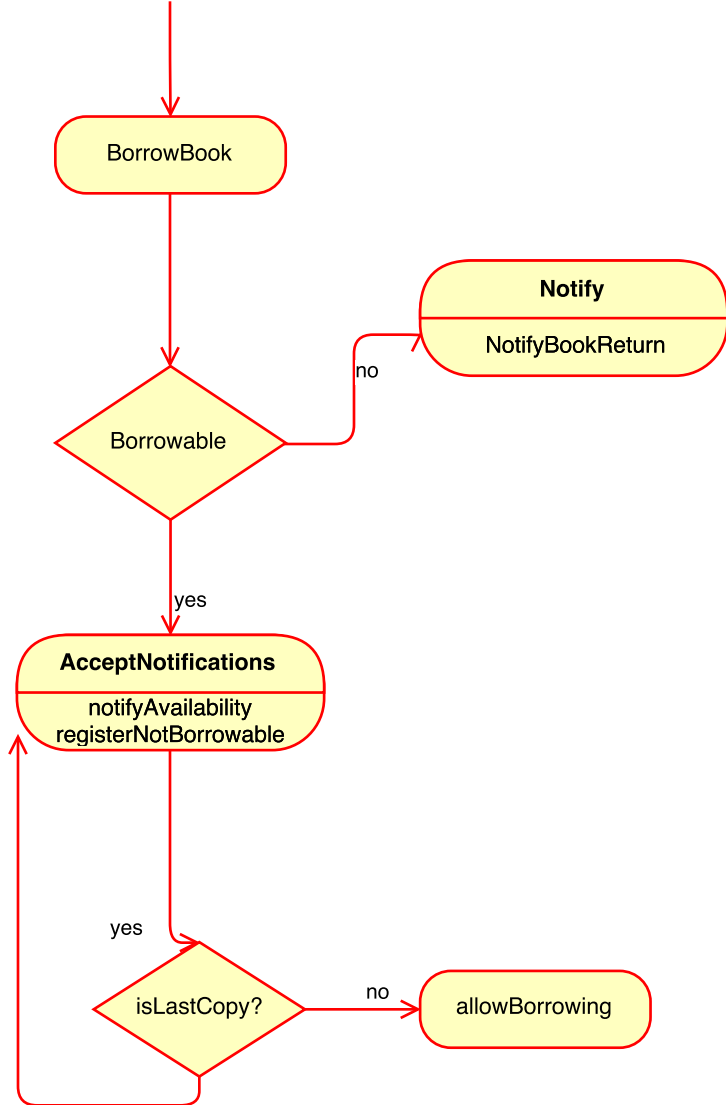 BorrowBook
Notify
NotifyBookReturn
no
Borrowable
yes
AcceptNotifications
notifyAvailability
registerNotBorrowable
yes
isLastCopy?
no
allowBorrowing